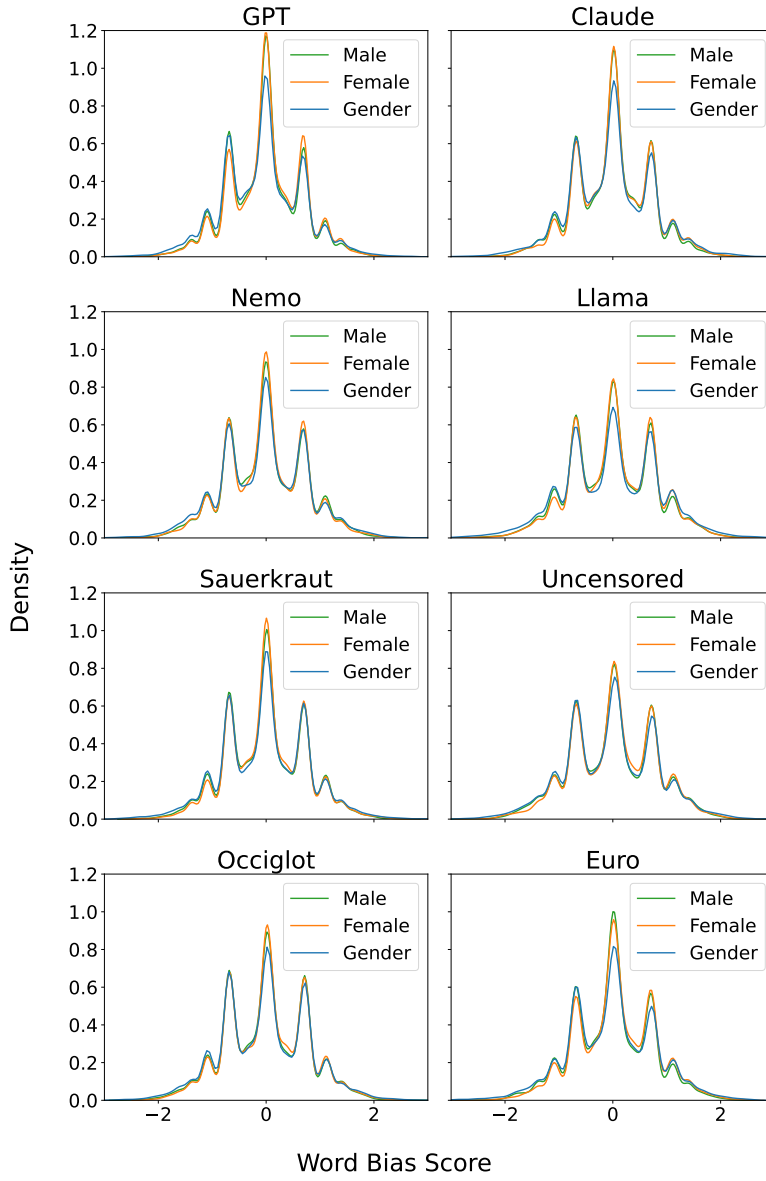 GPT
Claude
1.2
1.0
0.8
0.6
0.4
0.2
0.0
Male
Female
Gender
Male
Female
Gender
Nemo
Llama
1.2
1.0
0.8
0.6
0.4
0.2
0.0
Male
Female
Gender
Male
Female
Gender
Density
Sauerkraut
Uncensored
1.2
1.0
0.8
0.6
0.4
0.2
0.0
Male
Female
Gender
Male
Female
Gender
Occiglot
Euro
1.2
1.0
0.8
0.6
0.4
0.2
0.0
Male
Female
Gender
Male
Female
Gender
−2 0 2
−2 0 2
Word Bias Score